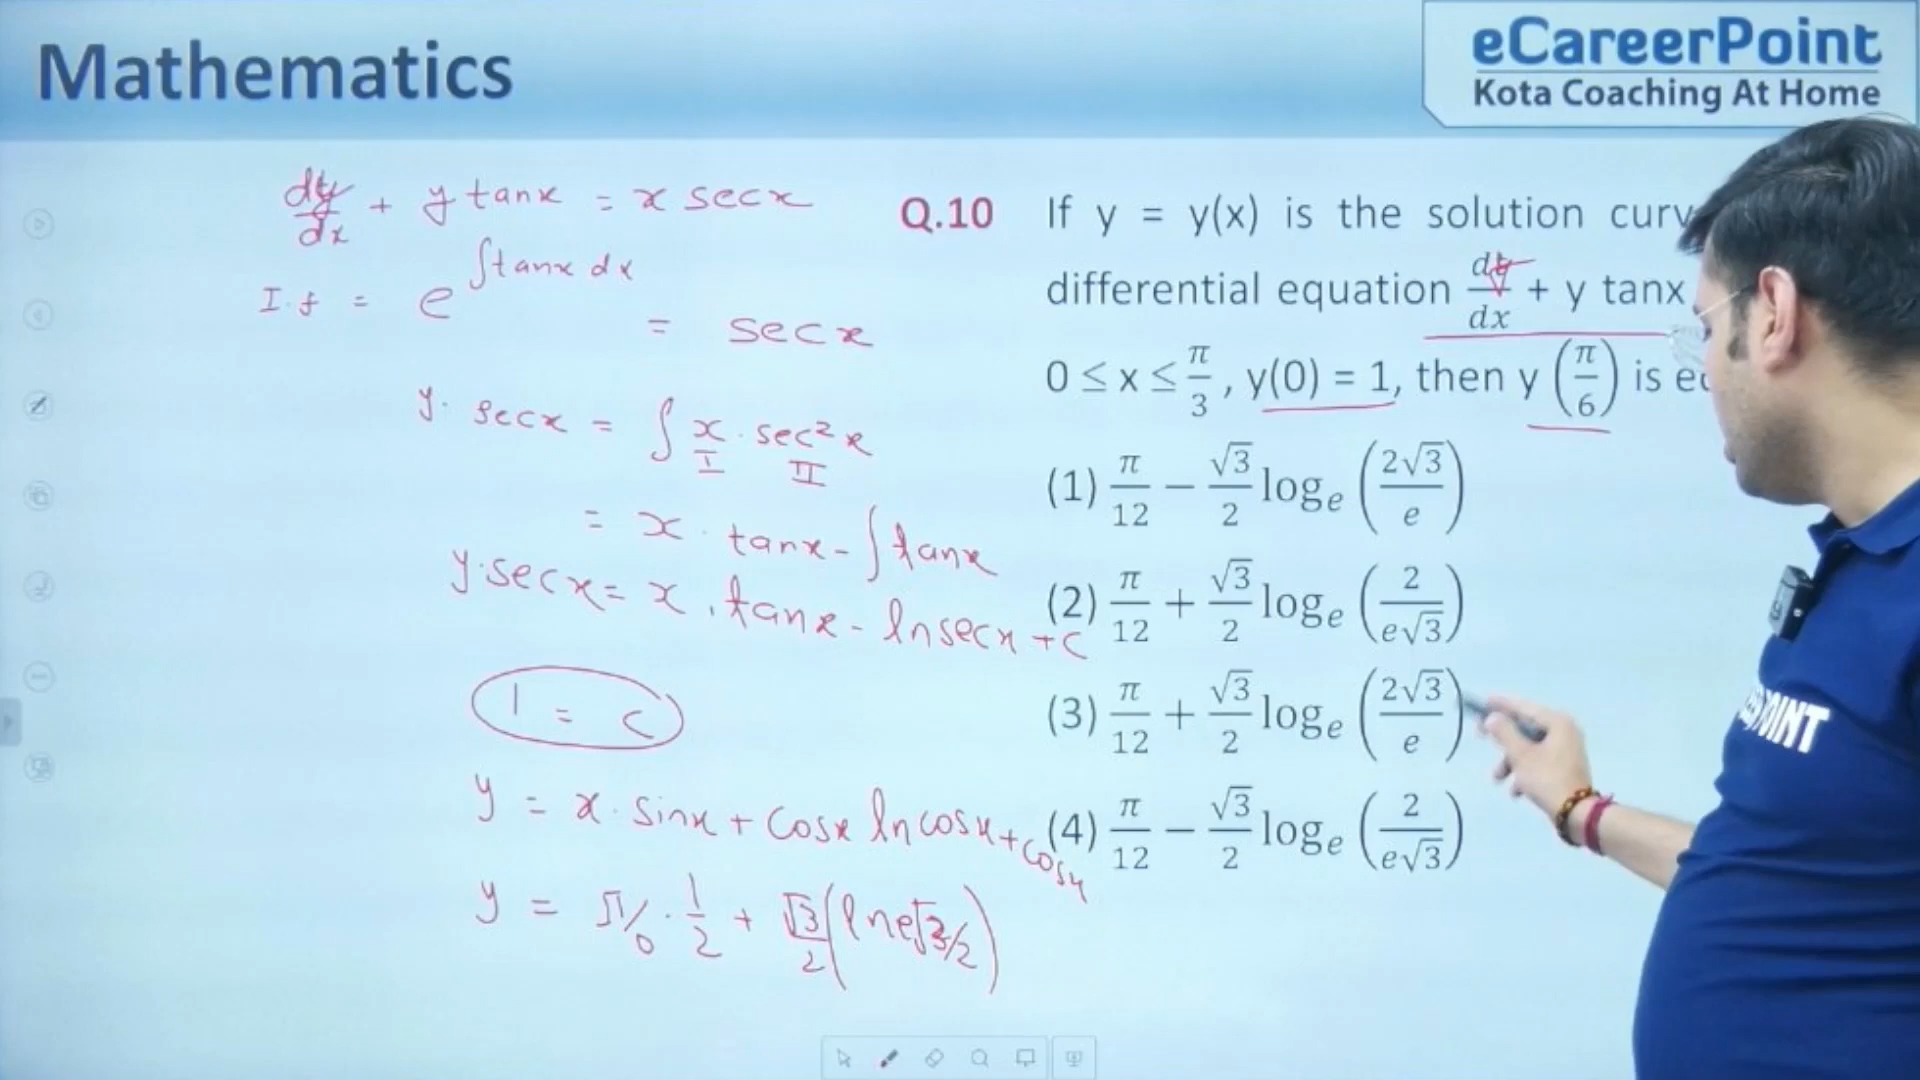 Mathematics
eCareerPoint
Kota Coaching At Home
dy/dx + y tanx = x secx
I.f = e^∫tanx dx
= secx
y. secx = ∫ x . sec²x
I II
= x . tanx - ∫ tanx
y.secx = x . tanx - ln secx + c
1 = c
y = x . sinx + cosx ln cosx + cosx
y = π/6 . 1/2 + √3/2 (ln e√3/2)
Q.10 If y = y(x) is the solution curv
differential equation dy/dx + y tanx
0 ≤ x ≤ π/3 , y(0) = 1, then y (π/6) is eq
(1) π/12 − √3/2 logₑ (2√3/e)
(2) π/12 + √3/2 logₑ (2/e√3)
(3) π/12 + √3/2 logₑ (2√3/e)
(4) π/12 − √3/2 logₑ (2/e√3)
POINT